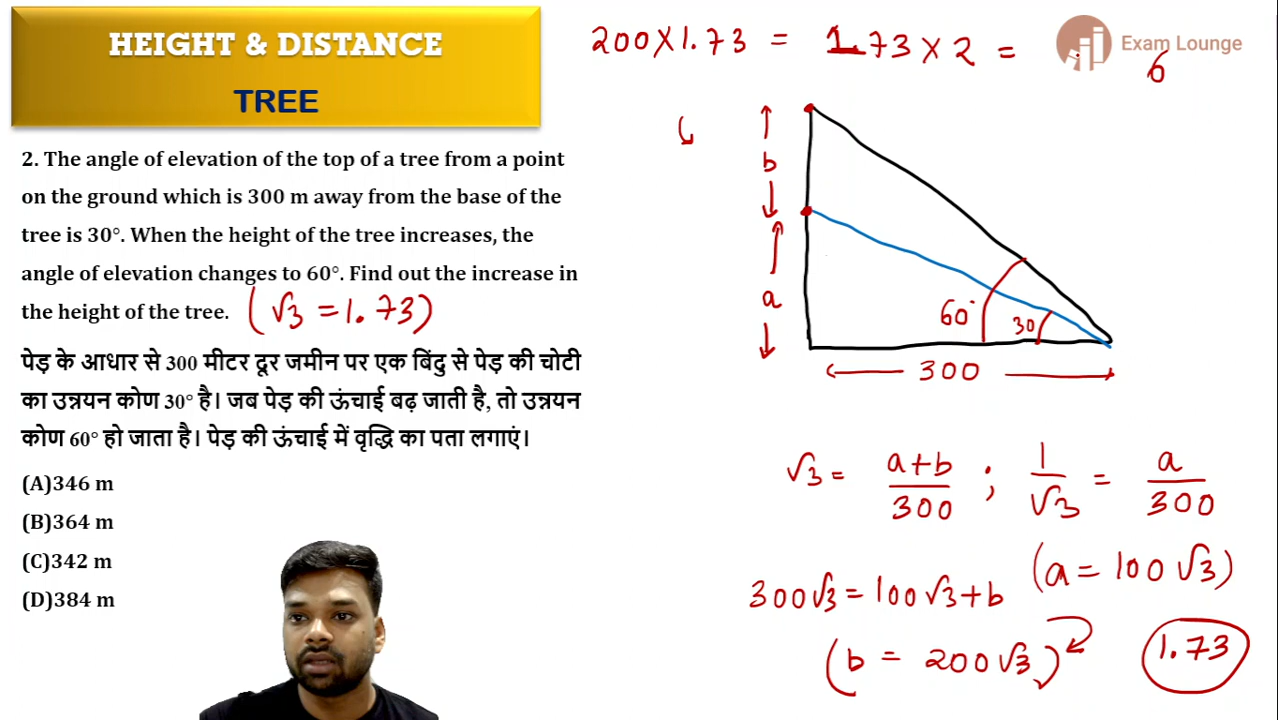 HEIGHT & DISTANCE
TREE
2. The angle of elevation of the top of a tree from a point
on the ground which is 300 m away from the base of the
tree is 30°. When the height of the tree increases, the
angle of elevation changes to 60°. Find out the increase in
the height of the tree. (√3 = 1.73)
पेड़ के आधार से 300 मीटर दूर जमीन पर एक बिंदु से पेड़ की चोटी
का उन्नयन कोण 30° है। जब पेड़ की ऊंचाई बढ़ जाती है, तो उन्नयन
कोण 60° हो जाता है। पेड़ की ऊंचाई में वृद्धि का पता लगाएं।
(A)346 m
(B)364 m
(C)342 m
(D)384 m
200 × 1.73 = 1.73 × 2 =
Exam Lounge
6
b
a
60°
30
300
√3 = a+b/300 ; 1/√3 = a/300
(a = 100√3)
300√3 = 100√3 + b
(b = 200√3)
1.73